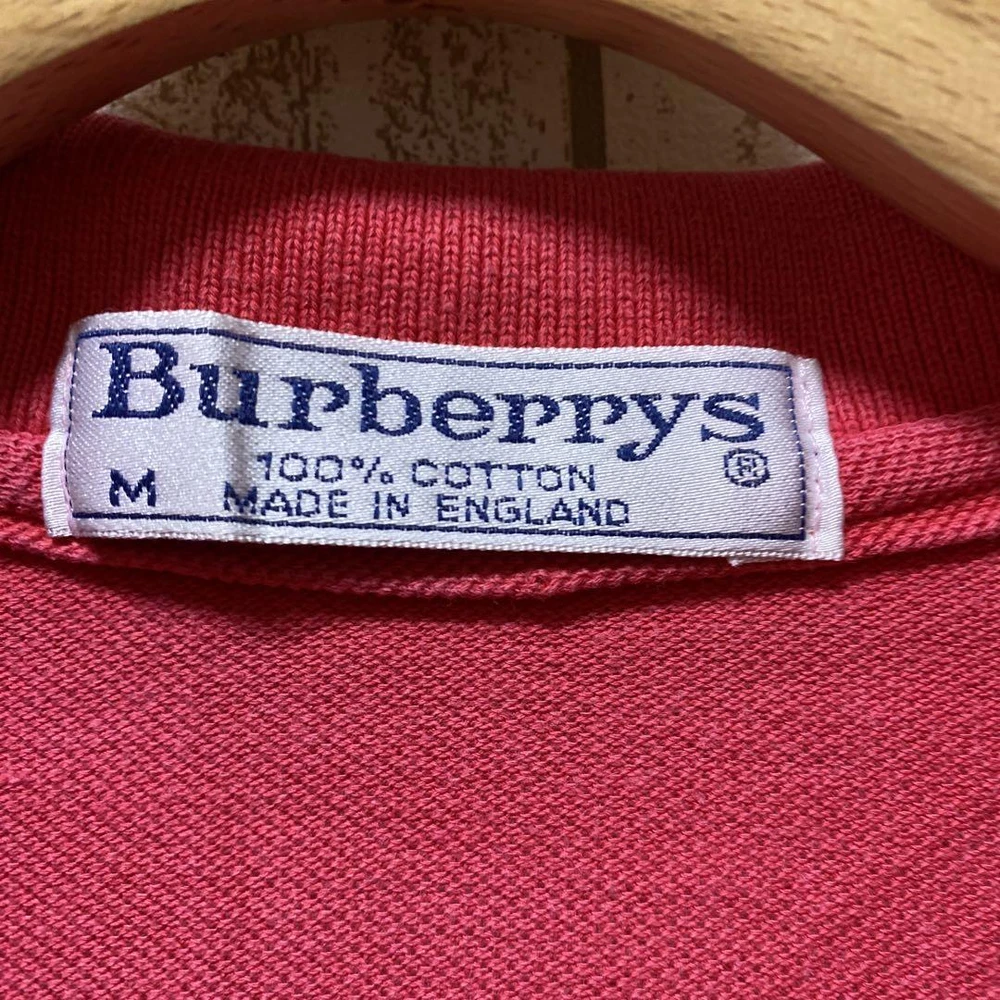 Burberrys
®
100% COTTON
M MADE IN ENGLAND